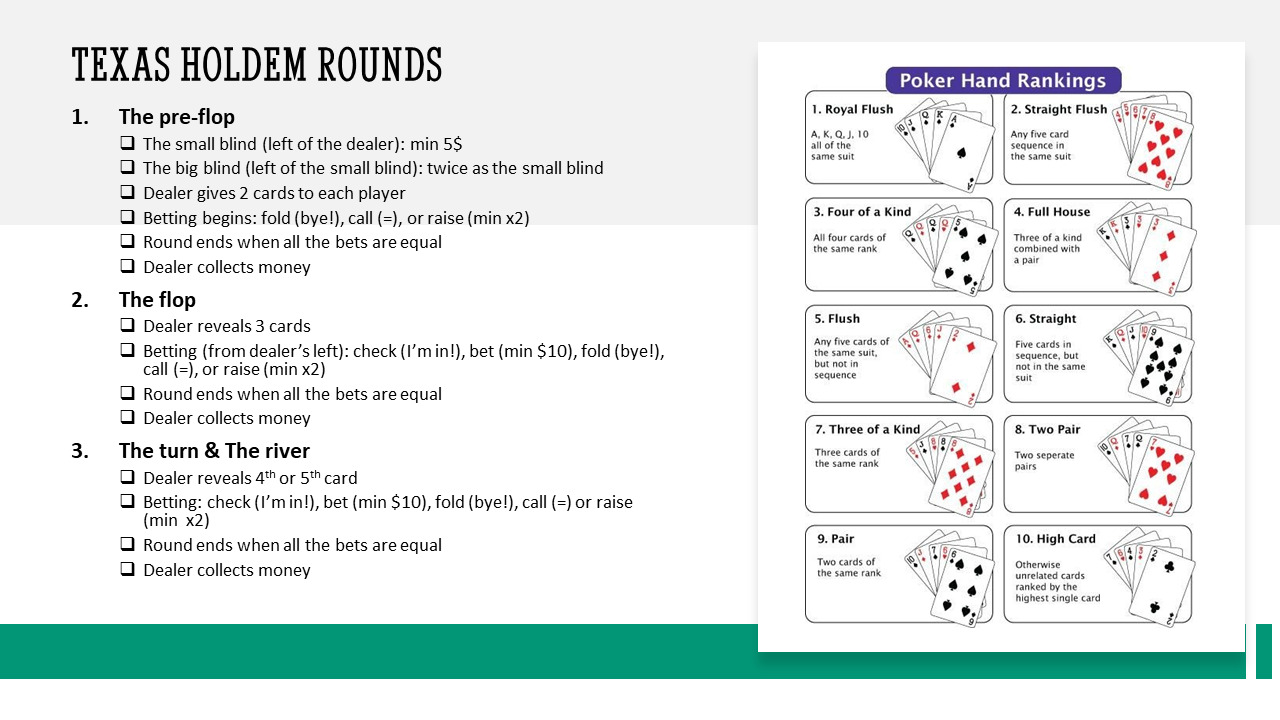 TEXAS HOLDEM ROUNDS
1. The pre-flop
The small blind (left of the dealer): min 5$
The big blind (left of the small blind): twice as the small blind
Dealer gives 2 cards to each player
Betting begins: fold (bye!), call (=), or raise (min x2)
Round ends when all the bets are equal
Dealer collects money
2. The flop
Dealer reveals 3 cards
Betting (from dealer's left): check (I'm in!), bet (min $10), fold (bye!),
call (=), or raise (min x2)
Round ends when all the bets are equal
Dealer collects money
3. The turn & The river
Dealer reveals 4th or 5th card
Betting: check (I'm in!), bet (min $10), fold (bye!), call (=) or raise
(min x2)
Round ends when all the bets are equal
Dealer collects money
Poker Hand Rankings
1. Royal Flush
A, K, Q, J, 10
all of the
same suit
2. Straight Flush
Any five card
sequence in
the same suit
3. Four of a Kind
All four cards of
the same rank
4. Full House
Three of a kind
combined with
a pair
5. Flush
Any five cards of
the same suit,
but not in
sequence
6. Straight
Five cards in
sequence, but
not in the same
suit
7. Three of a Kind
Three cards of
the same rank
8. Two Pair
Two seperate
pairs
9. Pair
Two cards of
the same rank
10. High Card
Otherwise
unrelated cards
ranked by the
highest single card